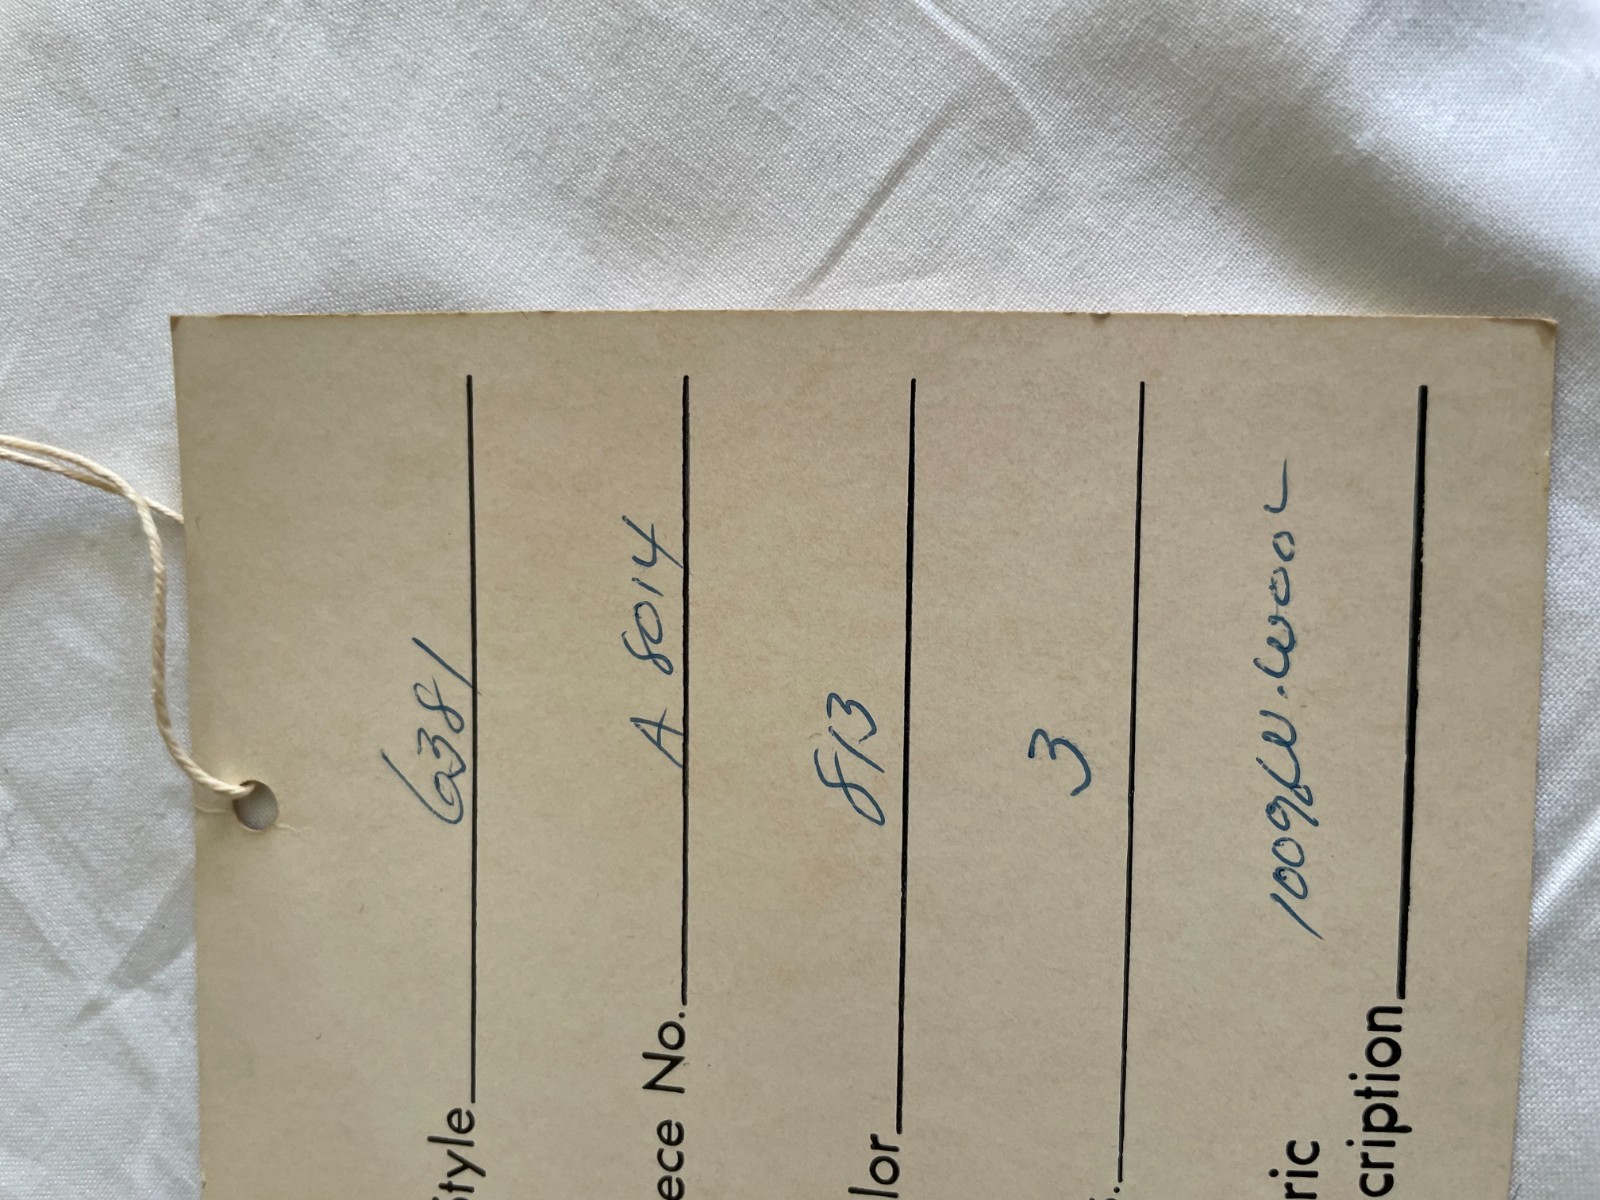 Style 6381
ece No. A 8014
lor 813
s. 3
ric
cription 100% W. WOOL